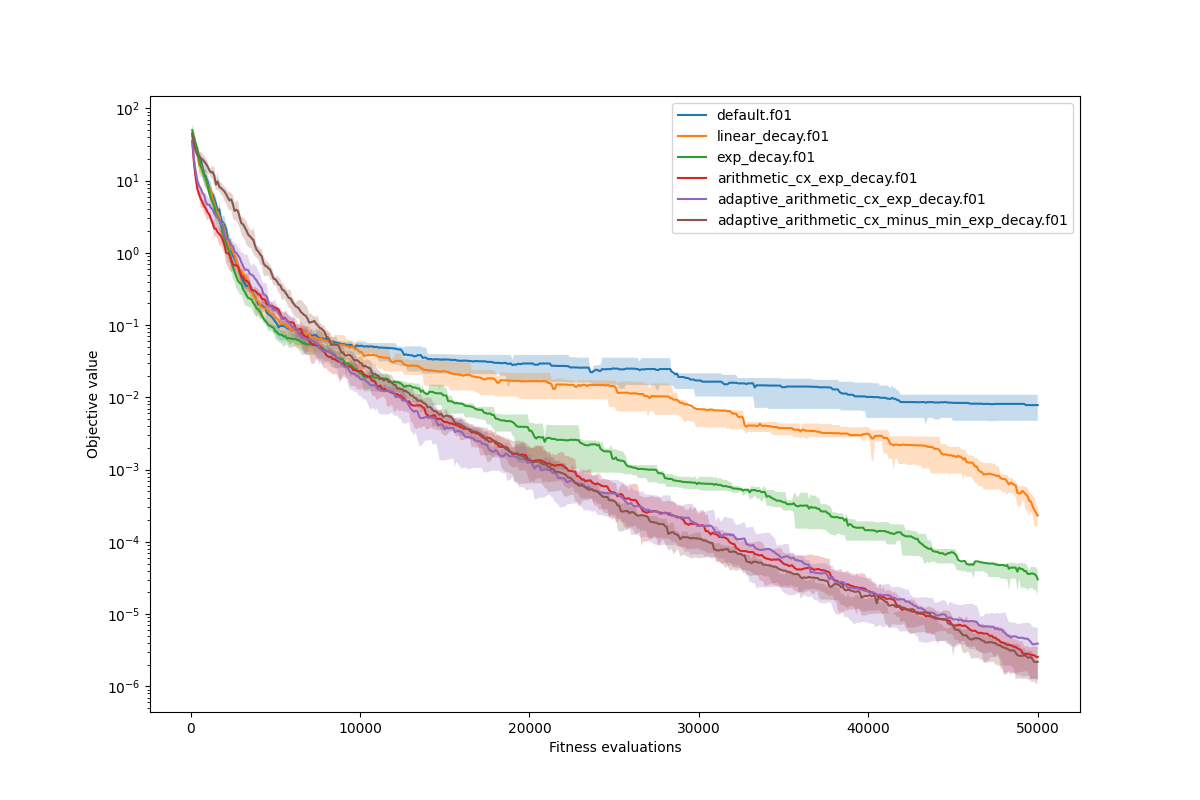 default.f01
linear_decay.f01
exp_decay.f01
arithmetic_cx_exp_decay.f01
adaptive_arithmetic_cx_exp_decay.f01
adaptive_arithmetic_cx_minus_min_exp_decay.f01
Objective value
10²
10¹
10⁰
10⁻¹
10⁻²
10⁻³
10⁻⁴
10⁻⁵
10⁻⁶
0 10000 20000 30000 40000 50000
Fitness evaluations